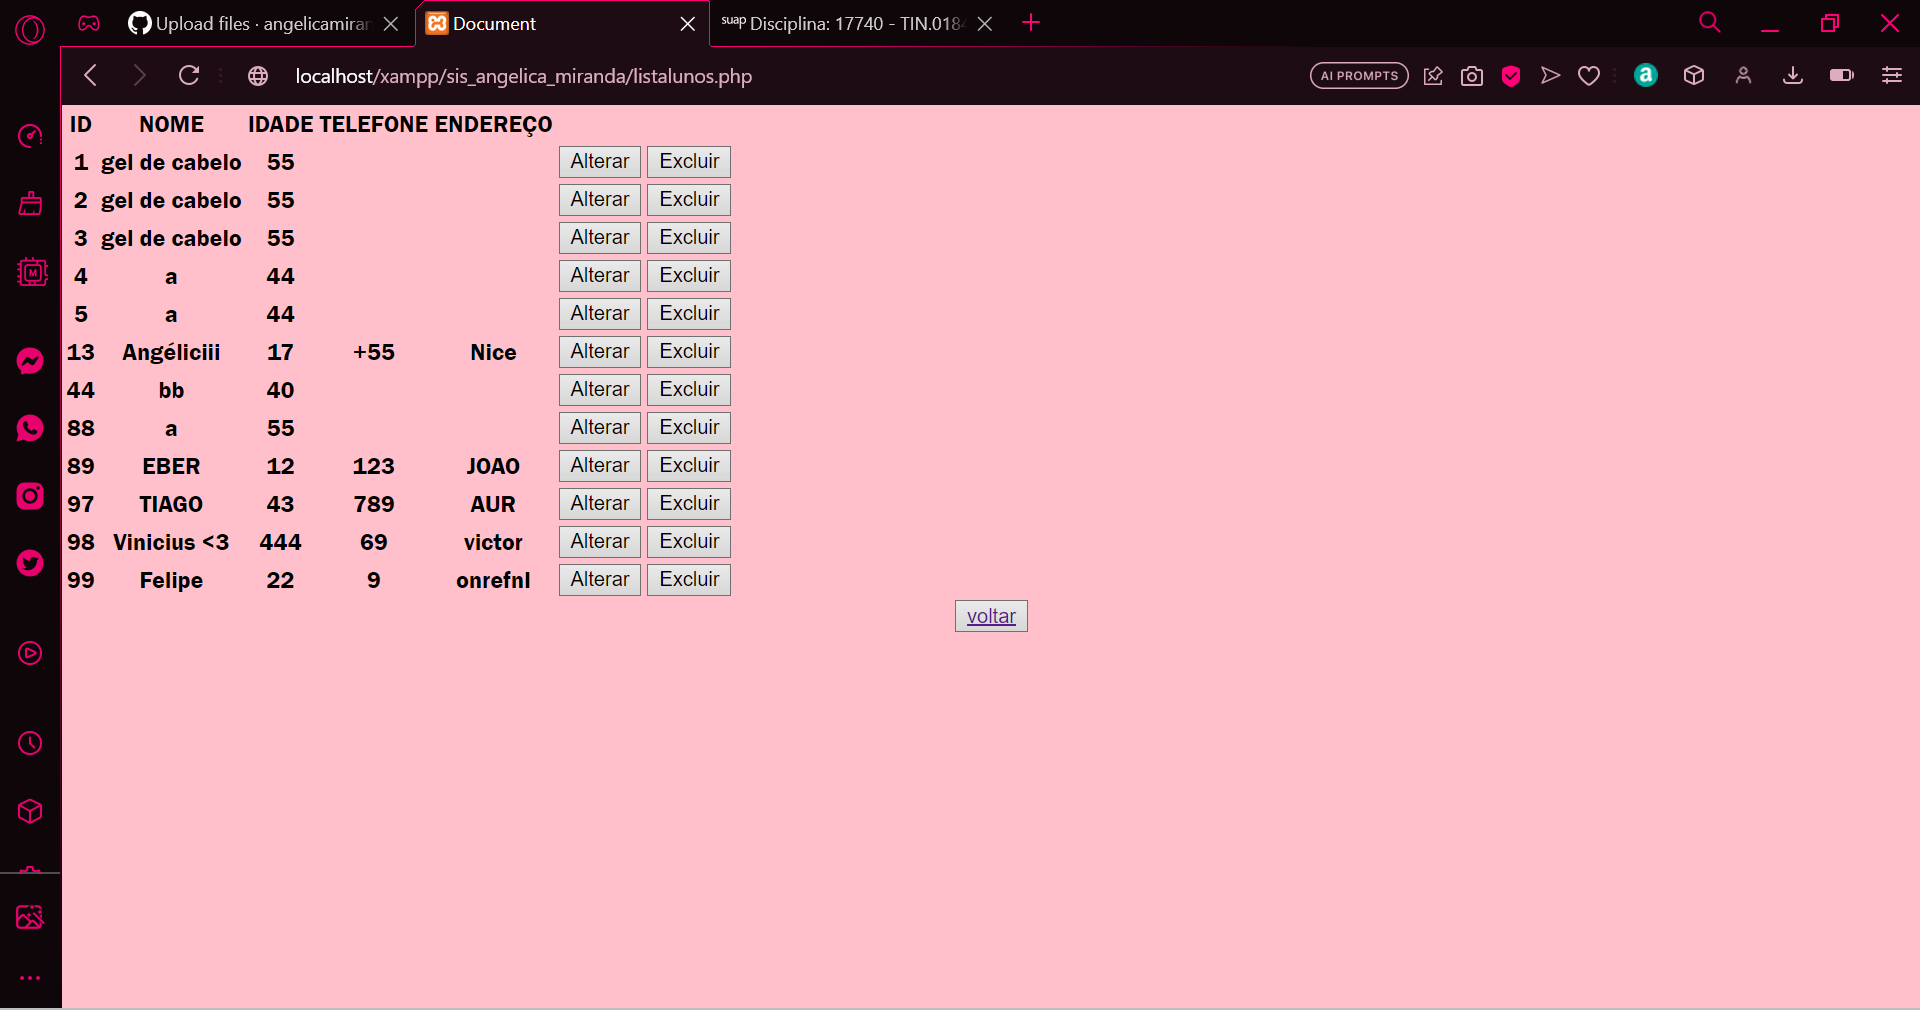 Upload files · angelicamiran
Document
suap Disciplina: 17740 - TIN.0184
localhost/xampp/sis_angelica_miranda/listalunos.php
AI PROMPTS
a
M
ID NOME IDADE TELEFONE ENDEREÇO
1 gel de cabelo 55 Alterar Excluir
2 gel de cabelo 55 Alterar Excluir
3 gel de cabelo 55 Alterar Excluir
4 a 44 Alterar Excluir
5 a 44 Alterar Excluir
13 Angéliciii 17 +55 Nice Alterar Excluir
44 bb 40 Alterar Excluir
88 a 55 Alterar Excluir
89 EBER 12 123 JOAO Alterar Excluir
97 TIAGO 43 789 AUR Alterar Excluir
98 Vinicius <3 444 69 victor Alterar Excluir
99 Felipe 22 9 onrefnl Alterar Excluir
voltar